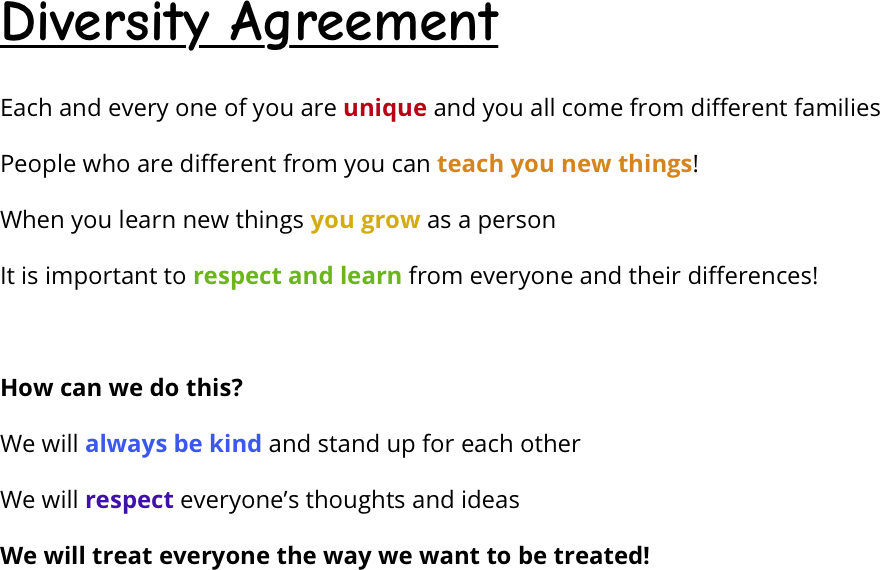 Diversity Agreement
Each and every one of you are unique and you all come from different families
People who are different from you can teach you new things!
When you learn new things you grow as a person
It is important to respect and learn from everyone and their differences!
How can we do this?
We will always be kind and stand up for each other
We will respect everyone’s thoughts and ideas
We will treat everyone the way we want to be treated!